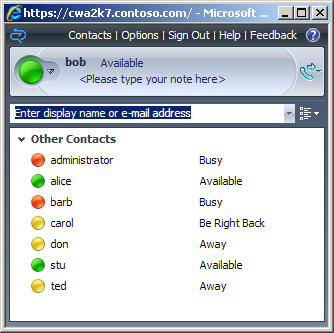 https://cwa2k7.contoso.com/ - Microsoft ...
Contacts | Options | Sign Out | Help | Feedback ?
bob Available
<Please type your note here>
Enter display name or e-mail address
Other Contacts
administrator Busy
alice Available
barb Busy
carol Be Right Back
don Away
stu Available
ted Away